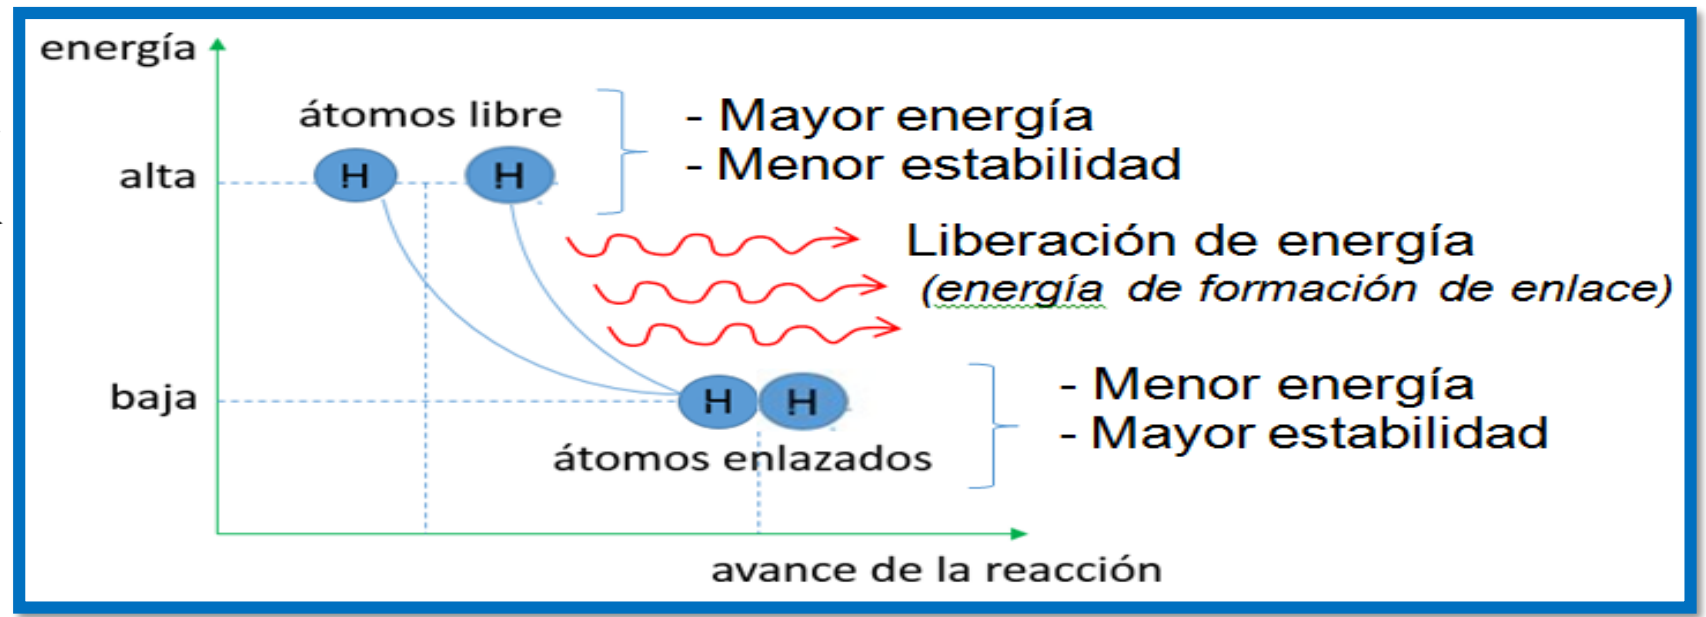 energía
átomos libre
- Mayor energía
- Menor estabilidad
alta
H
H
Liberación de energía
(energía de formación de enlace)
baja
H
H
- Menor energía
- Mayor estabilidad
átomos enlazados
avance de la reacción